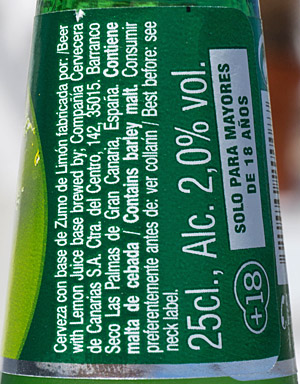 Cerveza con base de Zumo de Limón fabricada por: /Beer
with Lemon Juice base brewed by: Compañía Cervecera
de Canarias S.A. Ctra. del Centro, 142, 35015. Barranco
Seco Las Palmas de Gran Canaria, España. Contiene
malta de cebada / Contains barley malt. Consumir
preferentemente antes de: ver collarín / Best before: see
neck label.
25cl., Alc. 2,0% vol.
SOLO PARA MAYORES
DE 18 AÑOS
+18